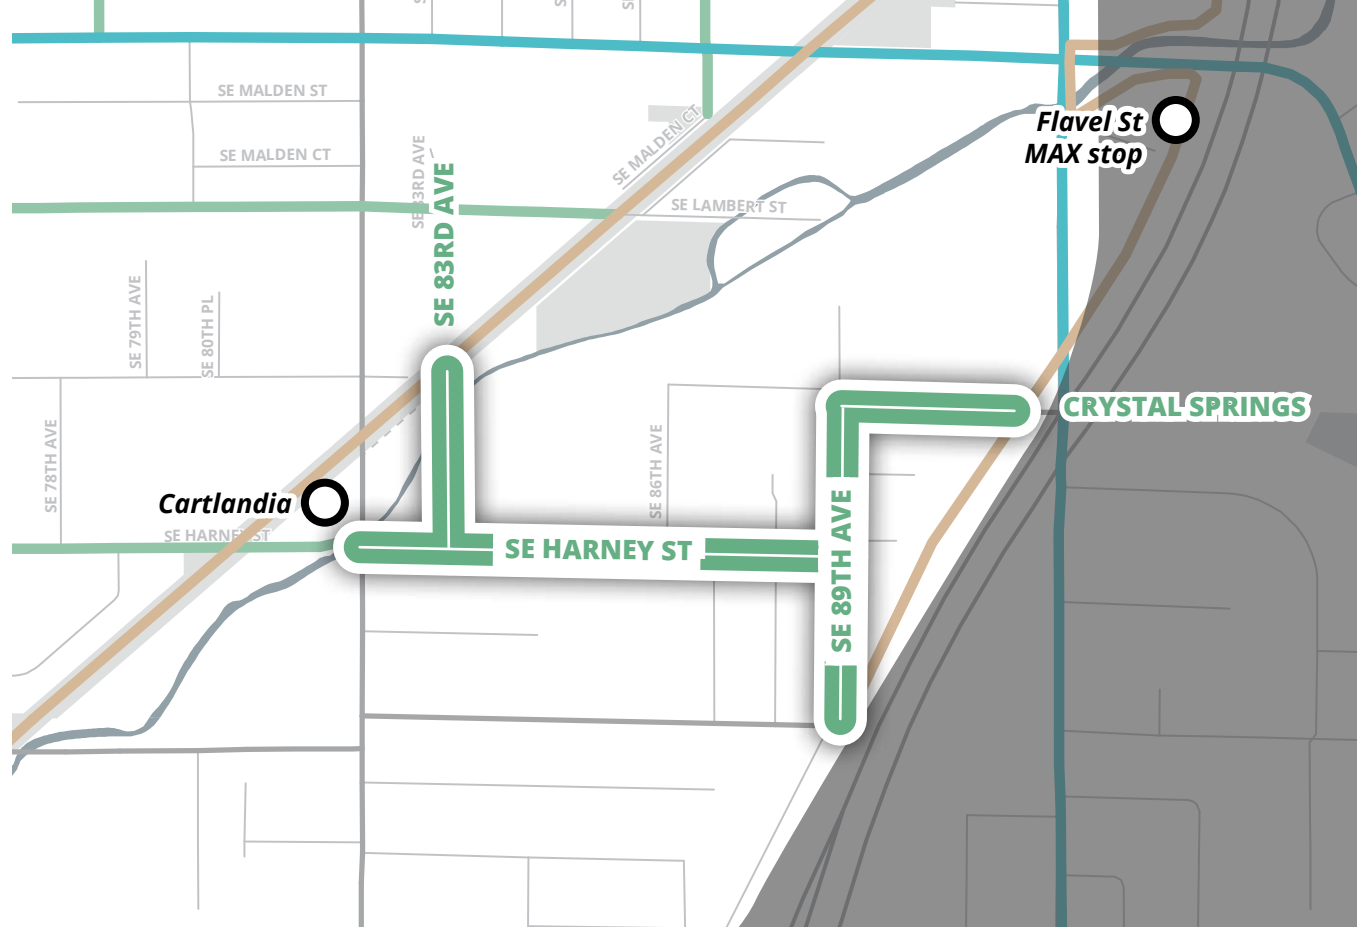 SE MALDEN ST
SE MALDEN CT
SE 83RD AVE
SE 83RD AVE
SE MALDEN CT
SE LAMBERT ST
Flavel St
MAX stop
SE 79TH AVE
SE 80TH PL
SE 78TH AVE
SE 86TH AVE
CRYSTAL SPRINGS
Cartlandia
SE HARNEY ST
SE HARNEY ST
SE 89TH AVE